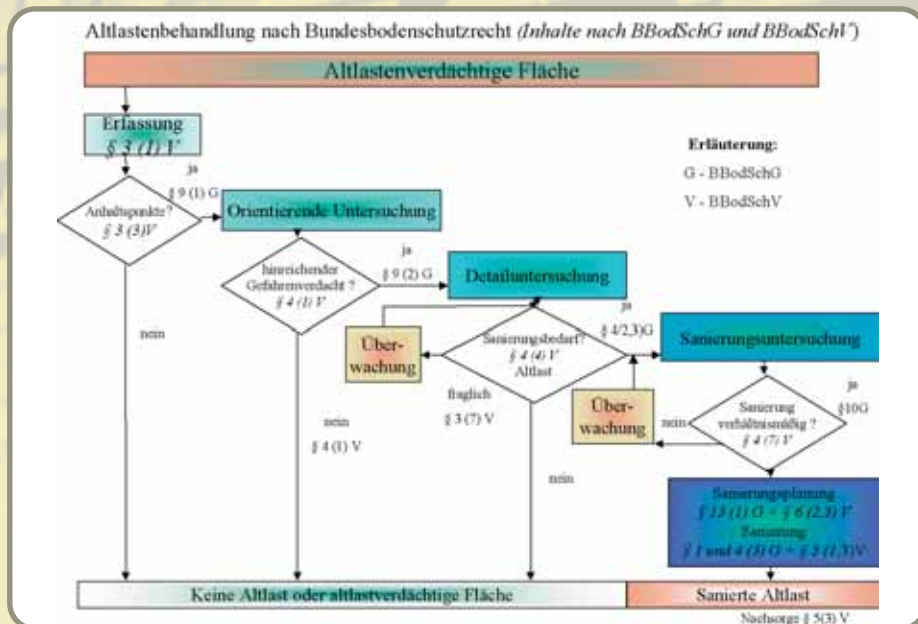 Altlastenbehandlung nach Bundesbodenschutzrecht (Inhalte nach BBodSchG und BBodSchV)
Altlastenverdächtige Fläche
Erfassung
§ 3 (1) V
Erläuterung:
G - BBodSchG
V - BBodSchV
ja
§ 9 (1) G
Anhaltspunkte?
§ 3 (3)V
Orientierende Untersuchung
hinreichender
Gefahrenverdacht ?
§ 4 (1) V
ja
§ 9 (2) G
Detailuntersuchung
nein
Über-
wachung
Sanierungsbedarf?
§ 4 (4) V
Altlast
ja
§ 4/2,3)G
Sanierungsuntersuchung
fraglich
§ 3 (7) V
nein
§ 4 (1) V
Über-
wachung
nein
Sanierung
verhältnismäßig ?
§ 4 (7) V
ja
§10G
nein
Sanierungsplanung
§ 13 (1) G + § 6 (2,3) V
Sanierung
§ 1 und 4 (3) G + § 5 (1,3)V
Keine Altlast oder altlastverdächtige Fläche
Sanierte Altlast
Nachsorge § 5(3) V